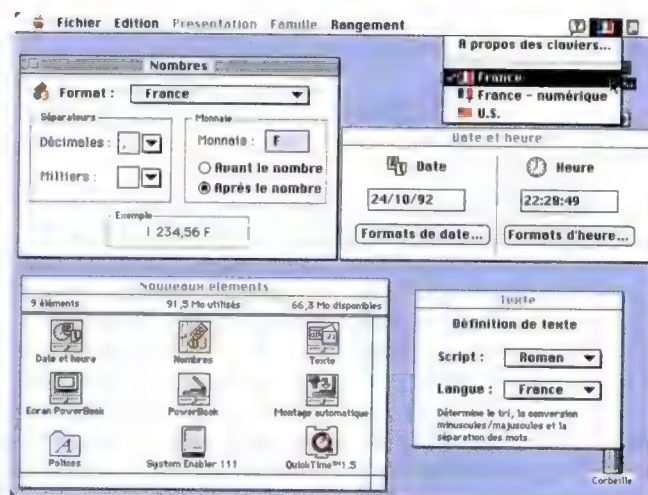 Fichier Edition Présentation Famille Rangement
A propos des claviers...
France
France - numérique
U.S.
Nombres
Format : France
Séparateurs
Décimales : ,
Milliers :
Monnaie
Monnaie : F
Avant le nombre
Après le nombre
Exemple
1 234,56 F
Date et heure
Date
Heure
24/10/92
22:28:49
Formats de date...
Formats d'heure...
Nouveaux éléments
9 éléments 91,5 Mo utilisés 66,3 Mo disponibles
Date et heure Nombres Texte
Ecran PowerBook PowerBook Montage automatique
Polices System Enabler 111 QuickTime™1.5
Texte
Définition de texte
Script : Roman
Langue : France
Détermine le tri, la conversion
minuscules/majuscules et la
séparation des mots.
Corbeille